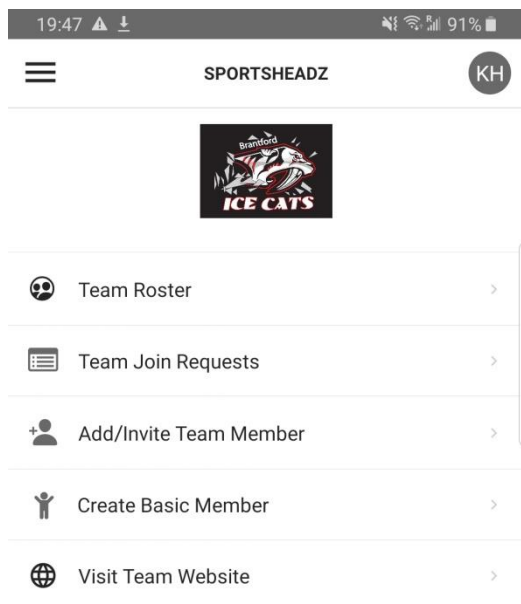 19:47 91%
SPORTSHEADZ KH
Brantford
ICE CATS
Team Roster
Team Join Requests
Add/Invite Team Member
Create Basic Member
Visit Team Website